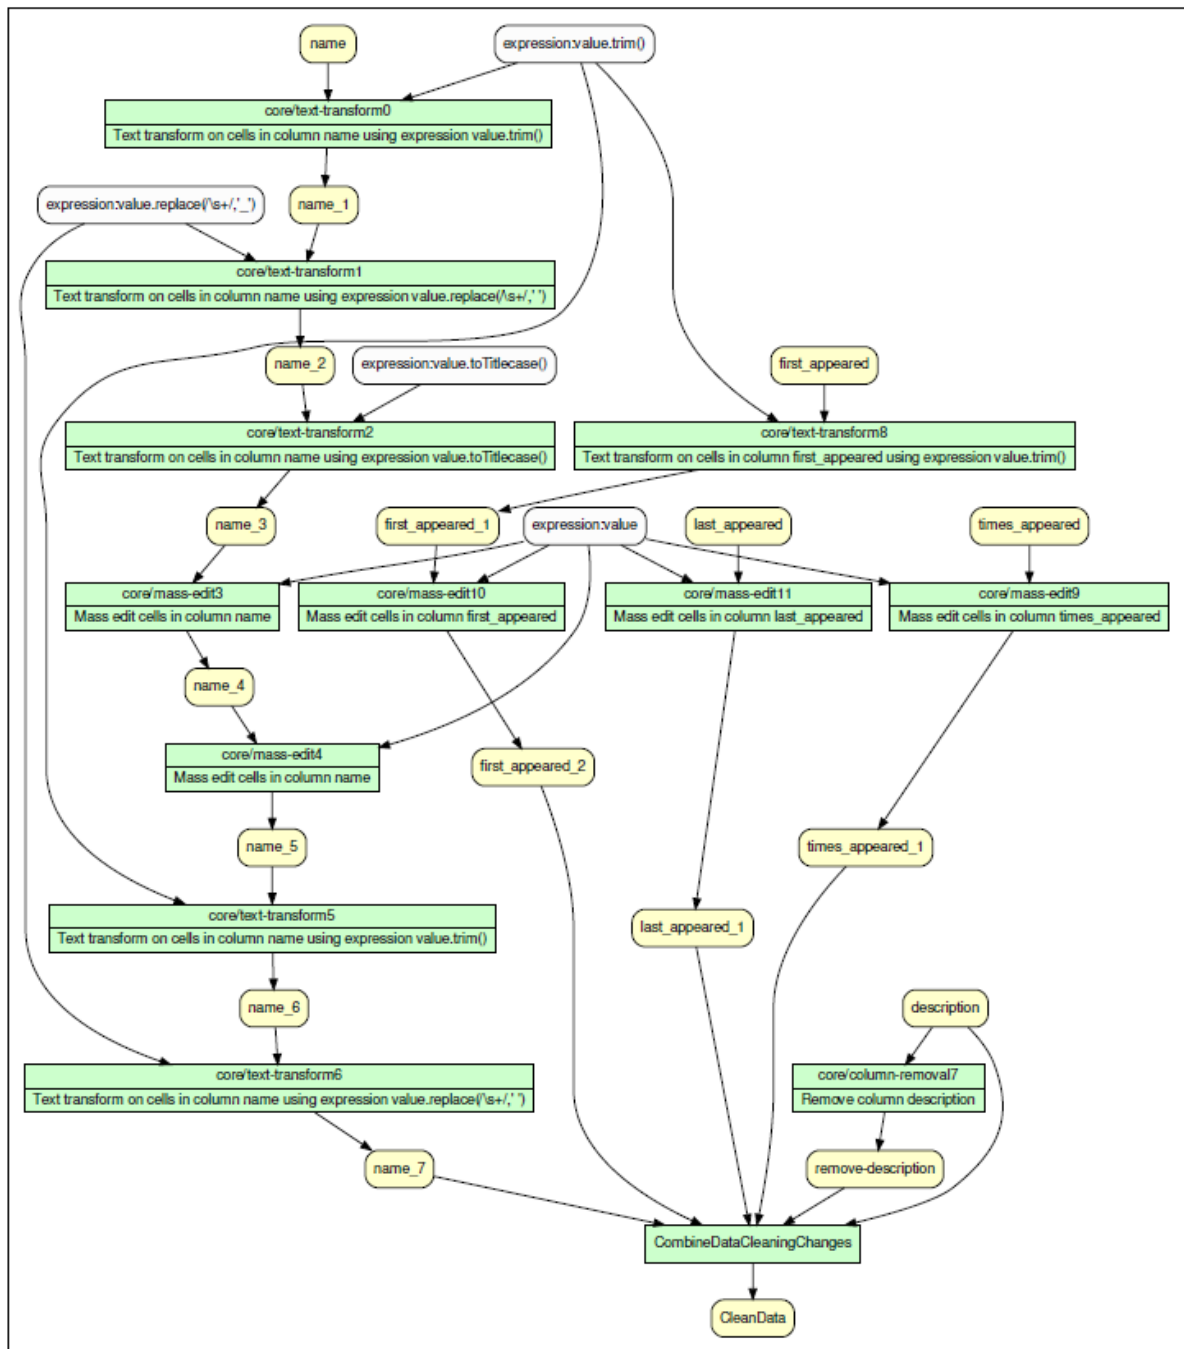 name
expression:value.trim()
core/text-transform0
Text transform on cells in column name using expression value.trim()
expression:value.replace(/\s+/,'_')
name_1
core/text-transform1
Text transform on cells in column name using expression value.replace(/\s+/,' ')
name_2
expression:value.toTitlecase()
first_appeared
core/text-transform2
Text transform on cells in column name using expression value.toTitlecase()
core/text-transform8
Text transform on cells in column first_appeared using expression value.trim()
name_3
first_appeared_1
expression:value
last_appeared
times_appeared
core/mass-edit3
Mass edit cells in column name
core/mass-edit10
Mass edit cells in column first_appeared
core/mass-edit11
Mass edit cells in column last_appeared
core/mass-edit9
Mass edit cells in column times_appeared
name_4
core/mass-edit4
Mass edit cells in column name
first_appeared_2
name_5
times_appeared_1
core/text-transform5
Text transform on cells in column name using expression value.trim()
last_appeared_1
name_6
description
core/text-transform6
Text transform on cells in column name using expression value.replace(/\s+/,' ')
core/column-removal7
Remove column description
name_7
remove-description
CombineDataCleaningChanges
CleanData